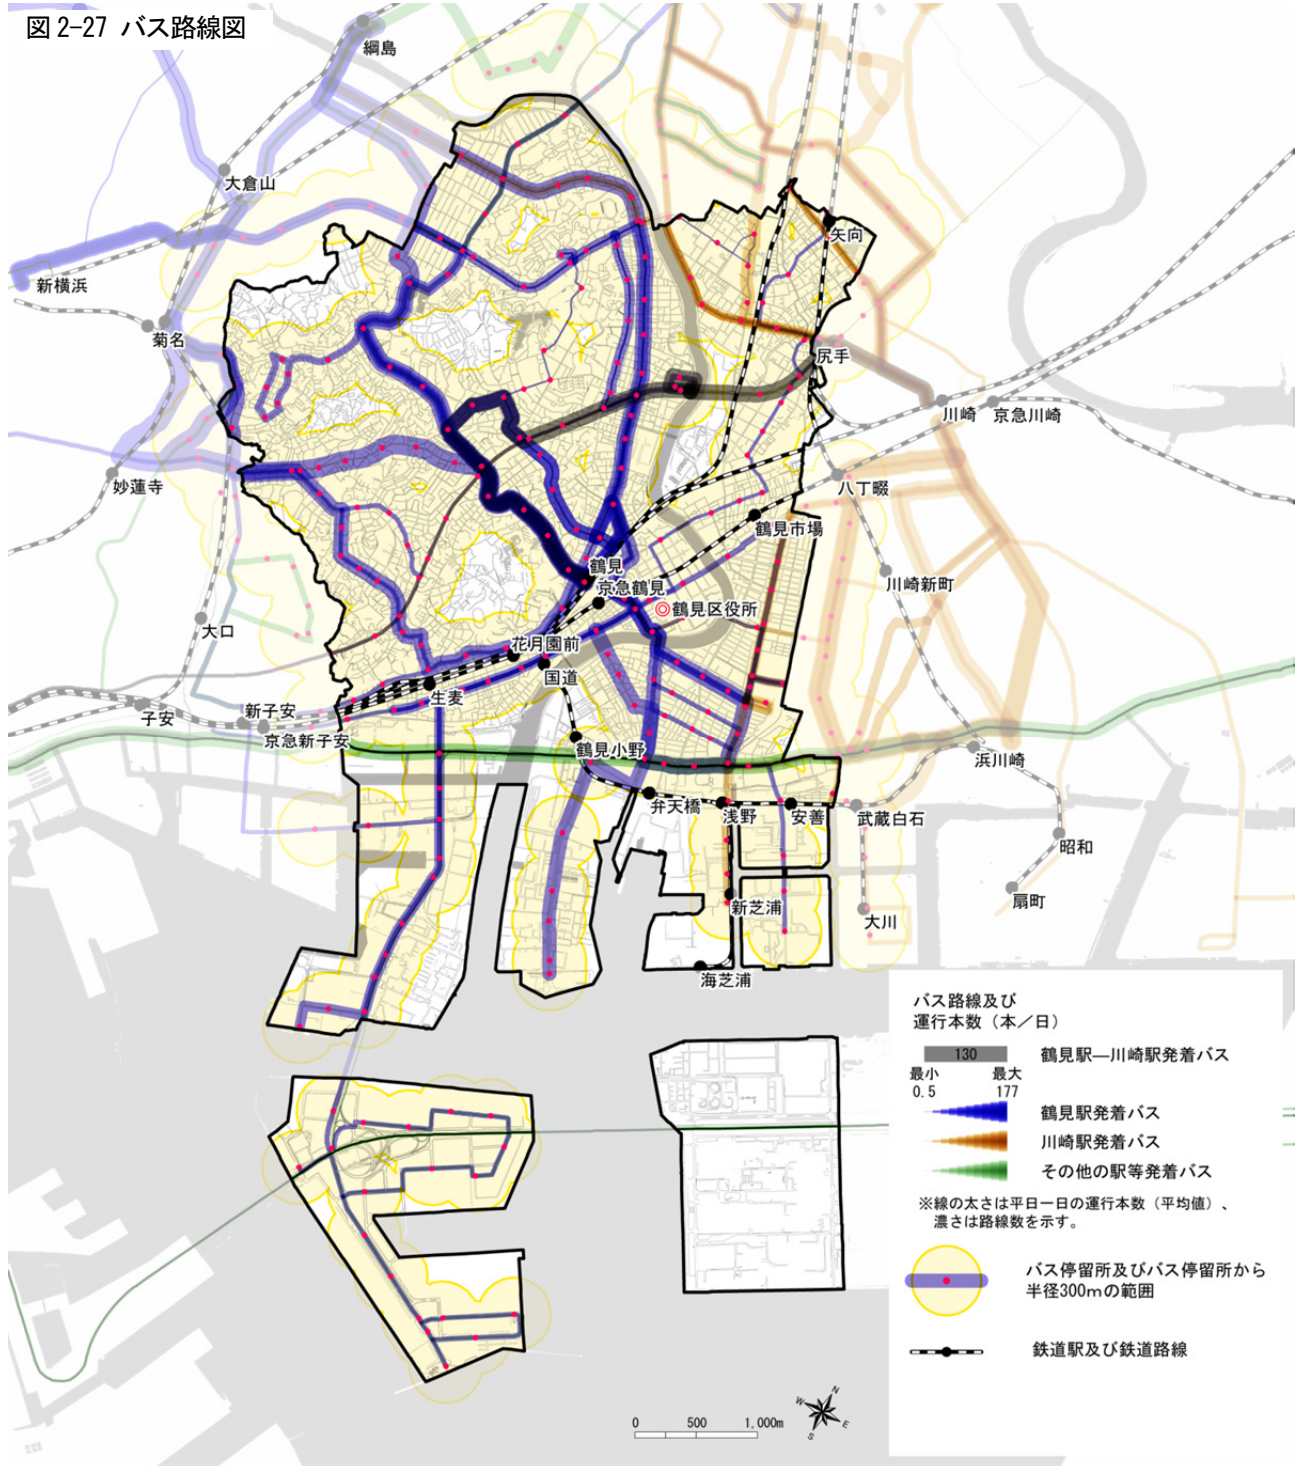 図 2-27 バス路線図
綱島
大倉山
矢向
新横浜
菊名
尻手
川崎
京急川崎
妙蓮寺
八丁畷
鶴見市場
鶴見
京急鶴見
川崎新町
鶴見区役所
大口
花月園前
国道
生麦
子安
新子安
京急新子安
鶴見小野
浜川崎
弁天橋
浅野
安善
武蔵白石
昭和
扇町
新芝浦
大川
海芝浦
バス路線及び
運行本数（本／日）
130
鶴見駅―川崎駅発着バス
最小
最大
0.5
177
鶴見駅発着バス
川崎駅発着バス
その他の駅等発着バス
※線の太さは平日一日の運行本数（平均値）、
濃さは路線数を示す。
バス停留所及びバス停留所から
半径300mの範囲
鉄道駅及び鉄道路線
N
W
E
S
0
500
1,000m